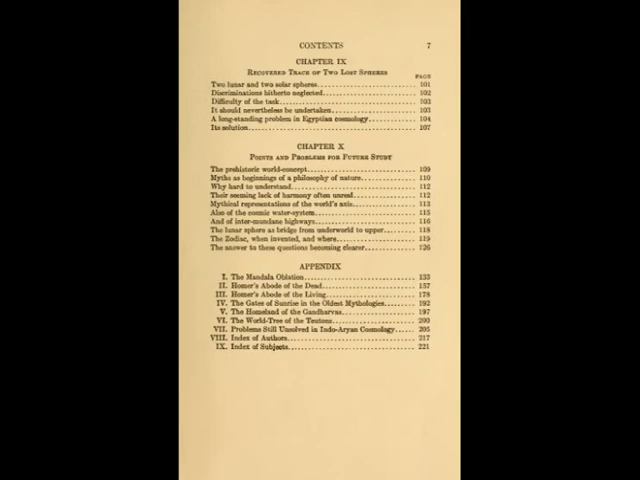 CONTENTS 7
CHAPTER IX
RECOVERED TRACE OF TWO LOST SPHERES
PAGE
Two lunar and two solar spheres 101
Discriminations hitherto neglected 102
Difficulty of the task 103
It should nevertheless be undertaken 103
A long-standing problem in Egyptian cosmology 104
Its solution 107
CHAPTER X
POINTS AND PROBLEMS FOR FUTURE STUDY
The prehistoric world-concept 109
Myths as beginnings of a philosophy of nature 110
Why hard to understand 112
Their seeming lack of harmony often unreal 112
Mythical representations of the world's axis 113
Also of the cosmic water-system 115
And of inter-mundane highways 116
The lunar sphere as bridge from underworld to upper 118
The Zodiac, when invented, and where 119
The answer to these questions becoming clearer 126
APPENDIX
I. The Mandala Oblation 133
II. Homer's Abode of the Dead 157
III. Homer's Abode of the Living 178
IV. The Gates of Sunrise in the Oldest Mythologies 192
V. The Homeland of the Gandharvas 197
VI. The World-Tree of the Teutons 200
VII. Problems Still Unsolved in Indo-Aryan Cosmology 205
VIII. Index of Authors 217
IX. Index of Subjects 221